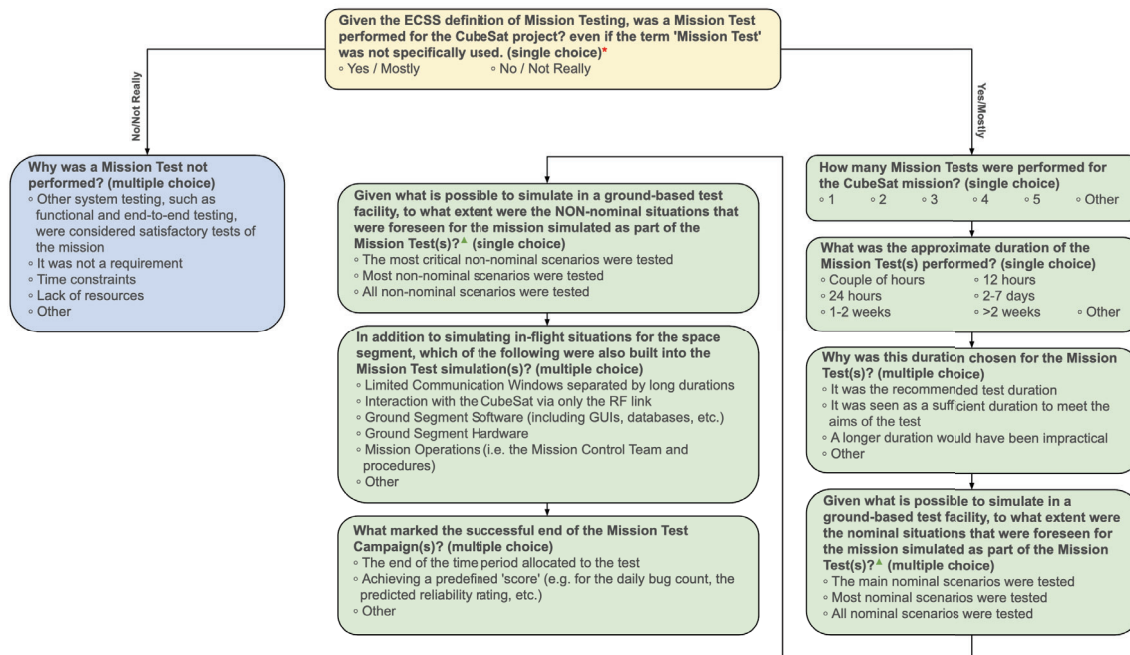 Given the ECSS definition of Mission Testing, was a Mission Test
performed for the CubeSat project? even if the term 'Mission Test'
was not specifically used. (single choice)*
◦ Yes / Mostly ◦ No / Not Really
No/Not Really
Yes/Mostly
Why was a Mission Test not
performed? (multiple choice)
◦ Other system testing, such as
functional and end-to-end testing,
were considered satisfactory tests of
the mission
◦ It was not a requirement
◦ Time constraints
◦ Lack of resources
◦ Other
How many Mission Tests were performed for
the CubeSat mission? (single choice)
◦ 1 ◦ 2 ◦ 3 ◦ 4 ◦ 5 ◦ Other
What was the approximate duration of the
Mission Test(s) performed? (single choice)
◦ Couple of hours ◦ 12 hours
◦ 24 hours ◦ 2-7 days
◦ 1-2 weeks ◦ >2 weeks ◦ Other
Why was this duration chosen for the Mission
Test(s)? (multiple choice)
◦ It was the recommended test duration
◦ It was seen as a sufficient duration to meet the
aims of the test
◦ A longer duration would have been impractical
◦ Other
Given what is possible to simulate in a
ground-based test facility, to what extent were
the nominal situations that were foreseen for
the mission simulated as part of the Mission
Test(s)?▲ (multiple choice)
◦ The main nominal scenarios were tested
◦ Most nominal scenarios were tested
◦ All nominal scenarios were tested
Given what is possible to simulate in a ground-based test
facility, to what extent were the NON-nominal situations that
were foreseen for the mission simulated as part of the
Mission Test(s)?▲ (single choice)
◦ The most critical non-nominal scenarios were tested
◦ Most non-nominal scenarios were tested
◦ All non-nominal scenarios were tested
In addition to simulating in-flight situations for the space
segment, which of the following were also built into the
Mission Test simulation(s)? (multiple choice)
◦ Limited Communication Windows separated by long durations
◦ Interaction with the CubeSat via only the RF link
◦ Ground Segment Software (including GUIs, databases, etc.)
◦ Ground Segment Hardware
◦ Mission Operations (i.e. the Mission Control Team and
procedures)
◦ Other
What marked the successful end of the Mission Test
Campaign(s)? (multiple choice)
◦ The end of the time period allocated to the test
◦ Achieving a predefined 'score' (e.g. for the daily bug count, the
predicted reliability rating, etc.)
◦ Other